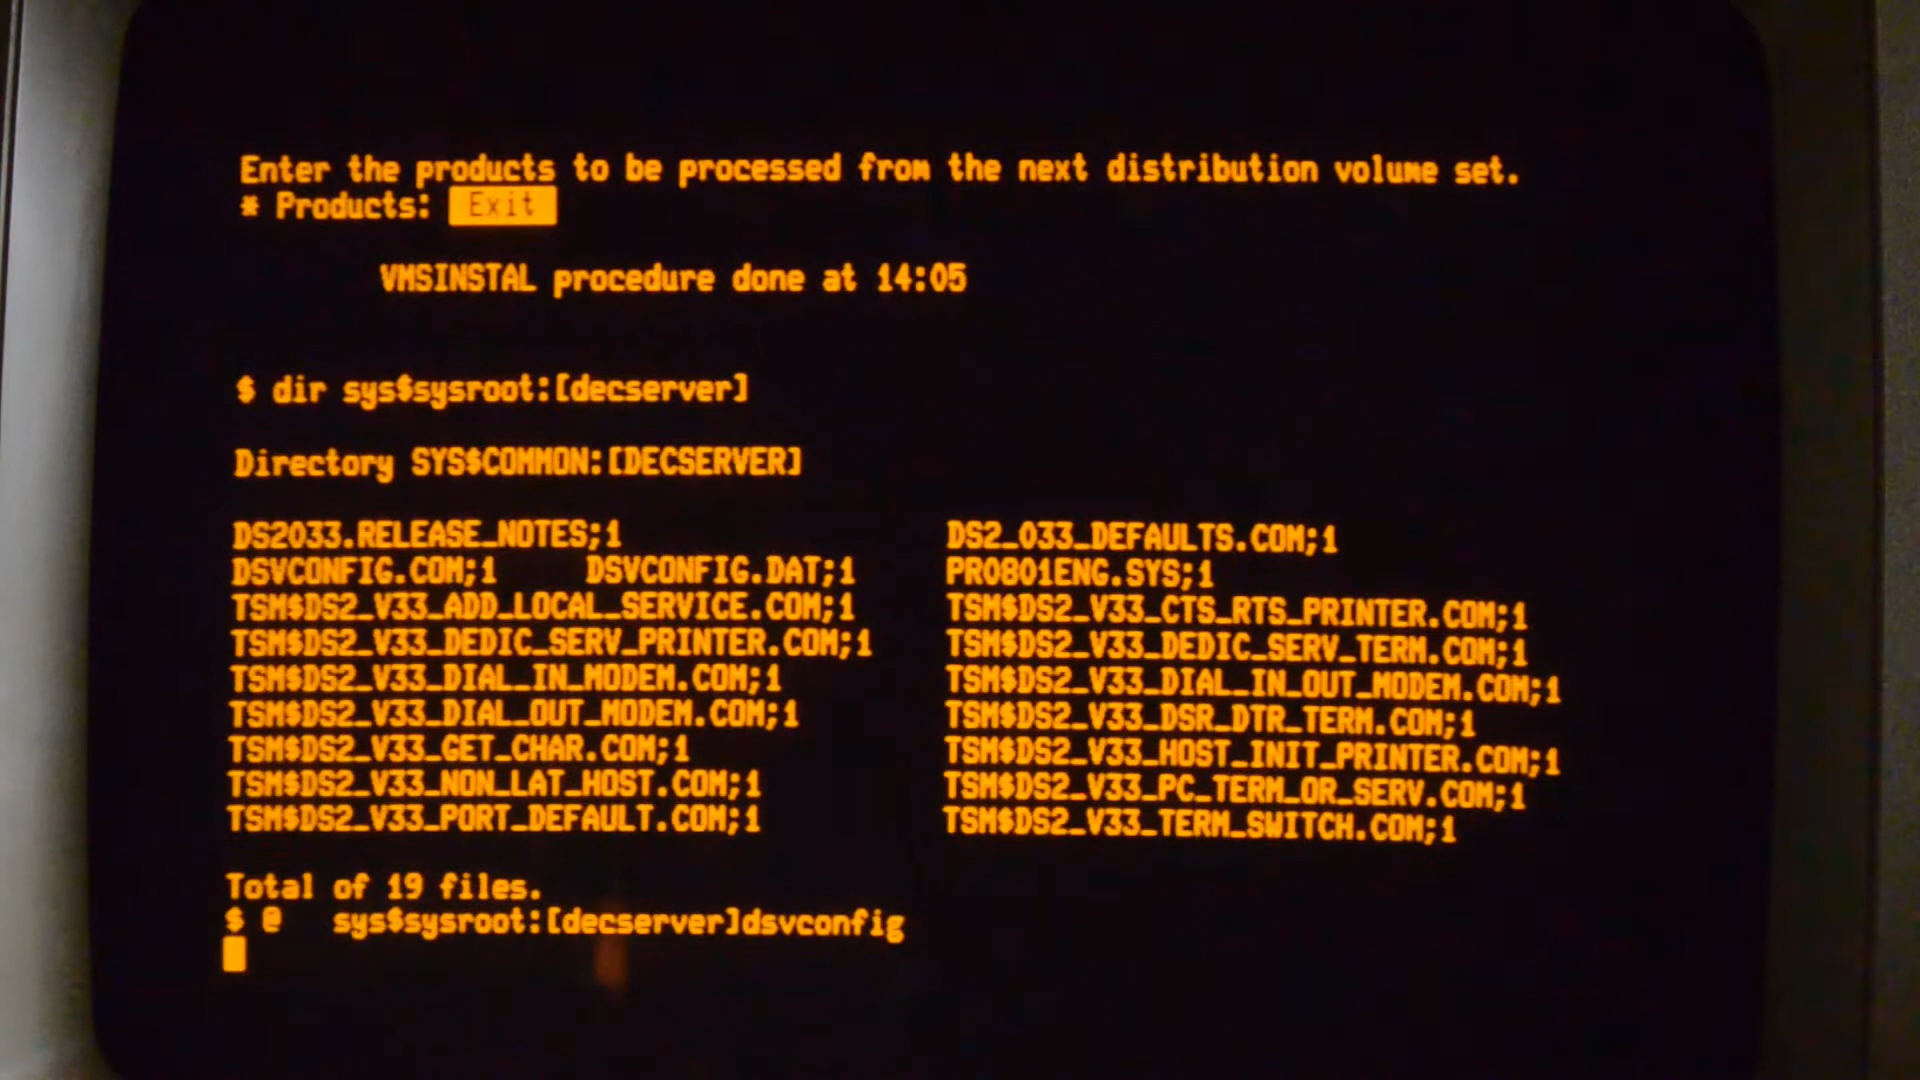 Enter the products to be processed from the next distribution volume set.
* Products: Exit
VMSINSTAL procedure done at 14:05
$ dir sys$sysroot:[decserver]
Directory SYS$COMMON:[DECSERVER]
DS2033.RELEASE_NOTES;1 DS2_033_DEFAULTS.COM;1
DSVCONFIG.COM;1 DSVCONFIG.DAT;1 PR0801ENG.SYS;1
TSM$DS2_V33_ADD_LOCAL_SERVICE.COM;1 TSM$DS2_V33_CTS_RTS_PRINTER.COM;1
TSM$DS2_V33_DEDIC_SERV_PRINTER.COM;1 TSM$DS2_V33_DEDIC_SERV_TERM.COM;1
TSM$DS2_V33_DIAL_IN_MODEM.COM;1 TSM$DS2_V33_DIAL_IN_OUT_MODEM.COM;1
TSM$DS2_V33_DIAL_OUT_MODEM.COM;1 TSM$DS2_V33_DSR_DTR_TERM.COM;1
TSM$DS2_V33_GET_CHAR.COM;1 TSM$DS2_V33_HOST_INIT_PRINTER.COM;1
TSM$DS2_V33_NON_LAT_HOST.COM;1 TSM$DS2_V33_PC_TERM_OR_SERV.COM;1
TSM$DS2_V33_PORT_DEFAULT.COM;1 TSM$DS2_V33_TERM_SWITCH.COM;1
Total of 19 files.
$ @ sys$sysroot:[decserver]dsvconfig